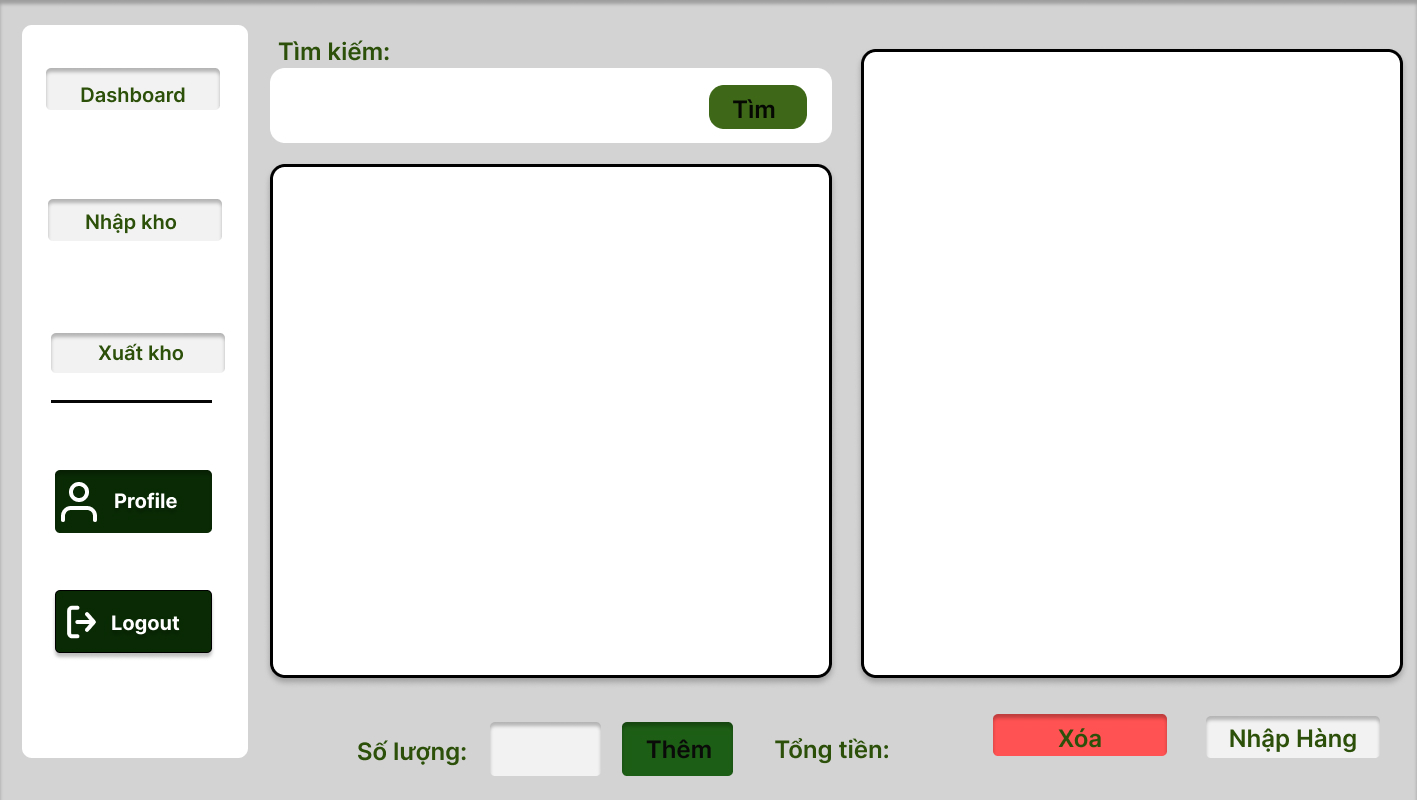 Dashboard
Nhập kho
Xuất kho
Profile
Logout
Tìm kiếm:
Tìm
Số lượng:
Thêm
Tổng tiền:
Xóa
Nhập Hàng